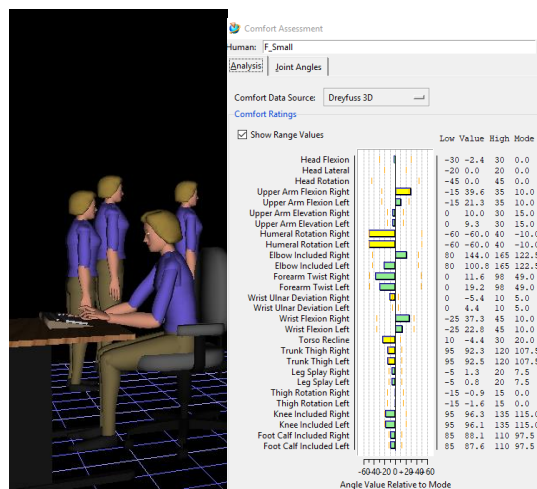 Comfort Assessment
Human: F_Small
Analysis Joint Angles
Comfort Data Source: Dreyfuss 3D
Comfort Ratings
Show Range Values
Low Value High Mode
Head Flexion -30 -2.4 30 0.0
Head Lateral -20 0.0 20 0.0
Head Rotation -45 0.0 45 0.0
Upper Arm Flexion Right -15 39.6 35 10.0
Upper Arm Flexion Left -15 21.3 35 10.0
Upper Arm Elevation Right 0 10.0 30 15.0
Upper Arm Elevation Left 0 9.3 30 15.0
Humeral Rotation Right -60 -60.0 40 -10.0
Humeral Rotation Left -60 -60.0 40 -10.0
Elbow Included Right 80 144.0 165 122.5
Elbow Included Left 80 100.8 165 122.5
Forearm Twist Right 0 11.6 98 49.0
Forearm Twist Left 0 19.2 98 49.0
Wrist Ulnar Deviation Right 0 -5.4 10 5.0
Wrist Ulnar Deviation Left 0 4.4 10 5.0
Wrist Flexion Right -25 37.3 45 10.0
Wrist Flexion Left -25 22.8 45 10.0
Torso Recline 10 -4.4 30 20.0
Trunk Thigh Right 95 92.3 120 107.5
Trunk Thigh Left 95 92.5 120 107.5
Leg Splay Right -5 1.3 20 7.5
Leg Splay Left -5 0.8 20 7.5
Thigh Rotation Right -15 -0.9 15 0.0
Thigh Rotation Left -15 -1.6 15 0.0
Knee Included Right 95 96.3 135 115.0
Knee Included Left 95 96.1 135 115.0
Foot Calf Included Right 85 88.1 110 97.5
Foot Calf Included Left 85 87.6 110 97.5
-60-40-20 0 +20+40 60
Angle Value Relative to Mode